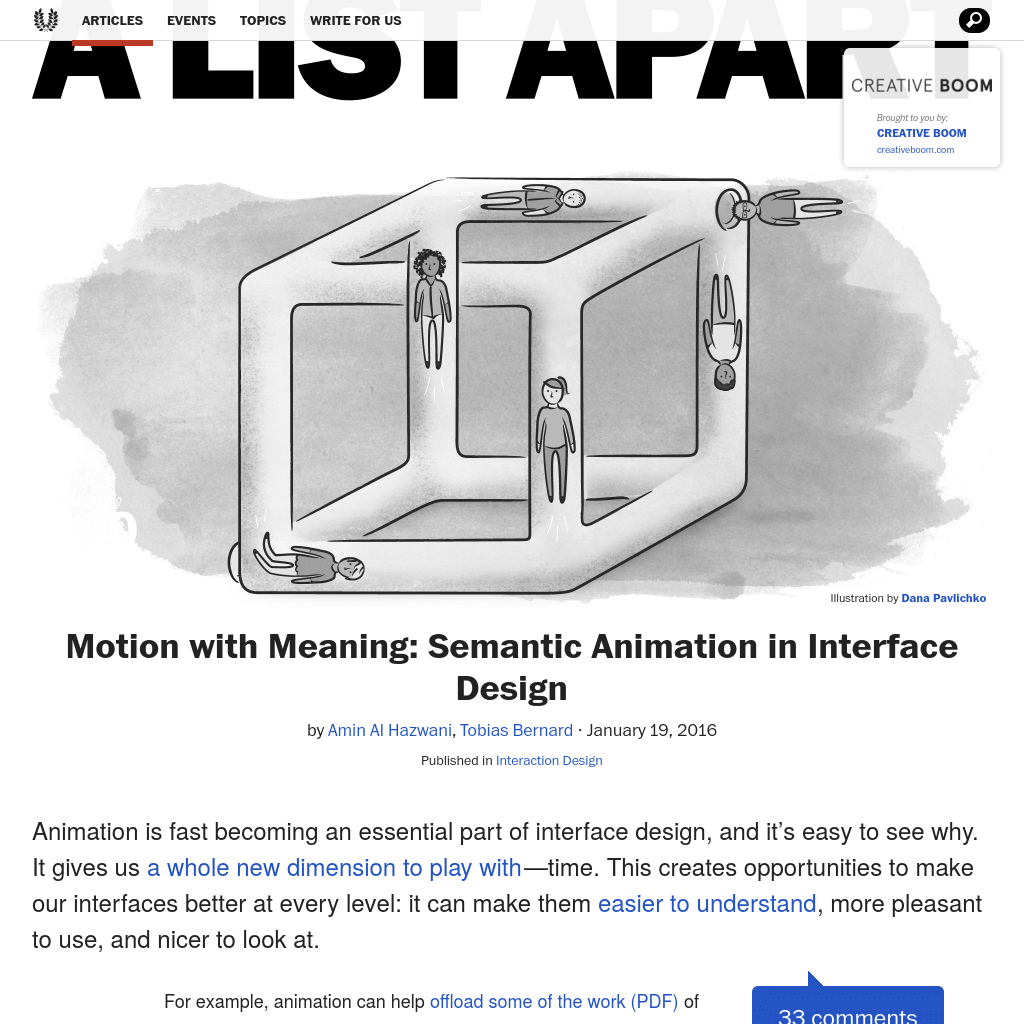 ARTICLES EVENTS TOPICS WRITE FOR US
A LIST APART
CREATIVE BOOM
Brought to you by:
CREATIVE BOOM
creativeboom.com
Illustration by Dana Pavlichko
Motion with Meaning: Semantic Animation in Interface
Design
by Amin Al Hazwani, Tobias Bernard · January 19, 2016
Published in Interaction Design
Animation is fast becoming an essential part of interface design, and it’s easy to see why.
It gives us a whole new dimension to play with—time. This creates opportunities to make
our interfaces better at every level: it can make them easier to understand, more pleasant
to use, and nicer to look at.
For example, animation can help offload some of the work (PDF) of
33 comments